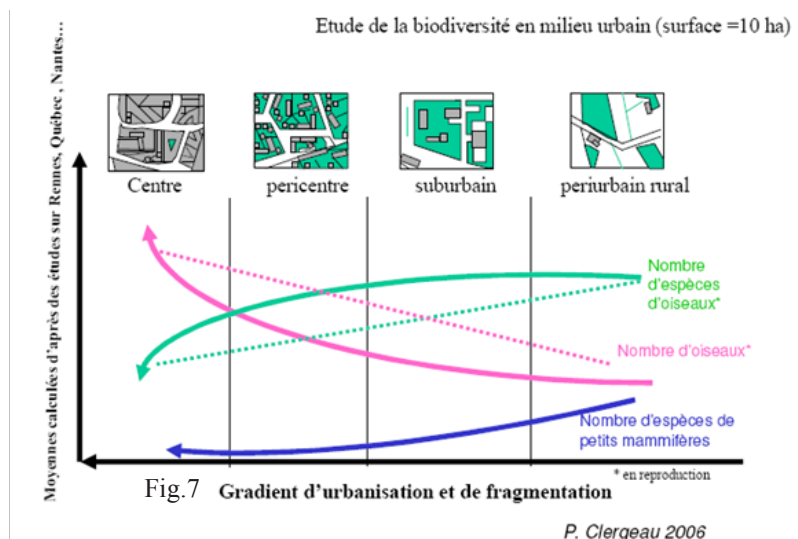 Etude de la biodiversité en milieu urbain (surface =10 ha)
Moyennes calculées d'après des études sur Rennes, Québec , Nantes...
Centre
pericentre
suburbain
periurbain rural
Nombre
d'espèces
d'oiseaux*
Nombre d'oiseaux*
Nombre d'espèces de
petits mammifères
* en reproduction
Fig.7
Gradient d'urbanisation et de fragmentation
P. Clergeau 2006